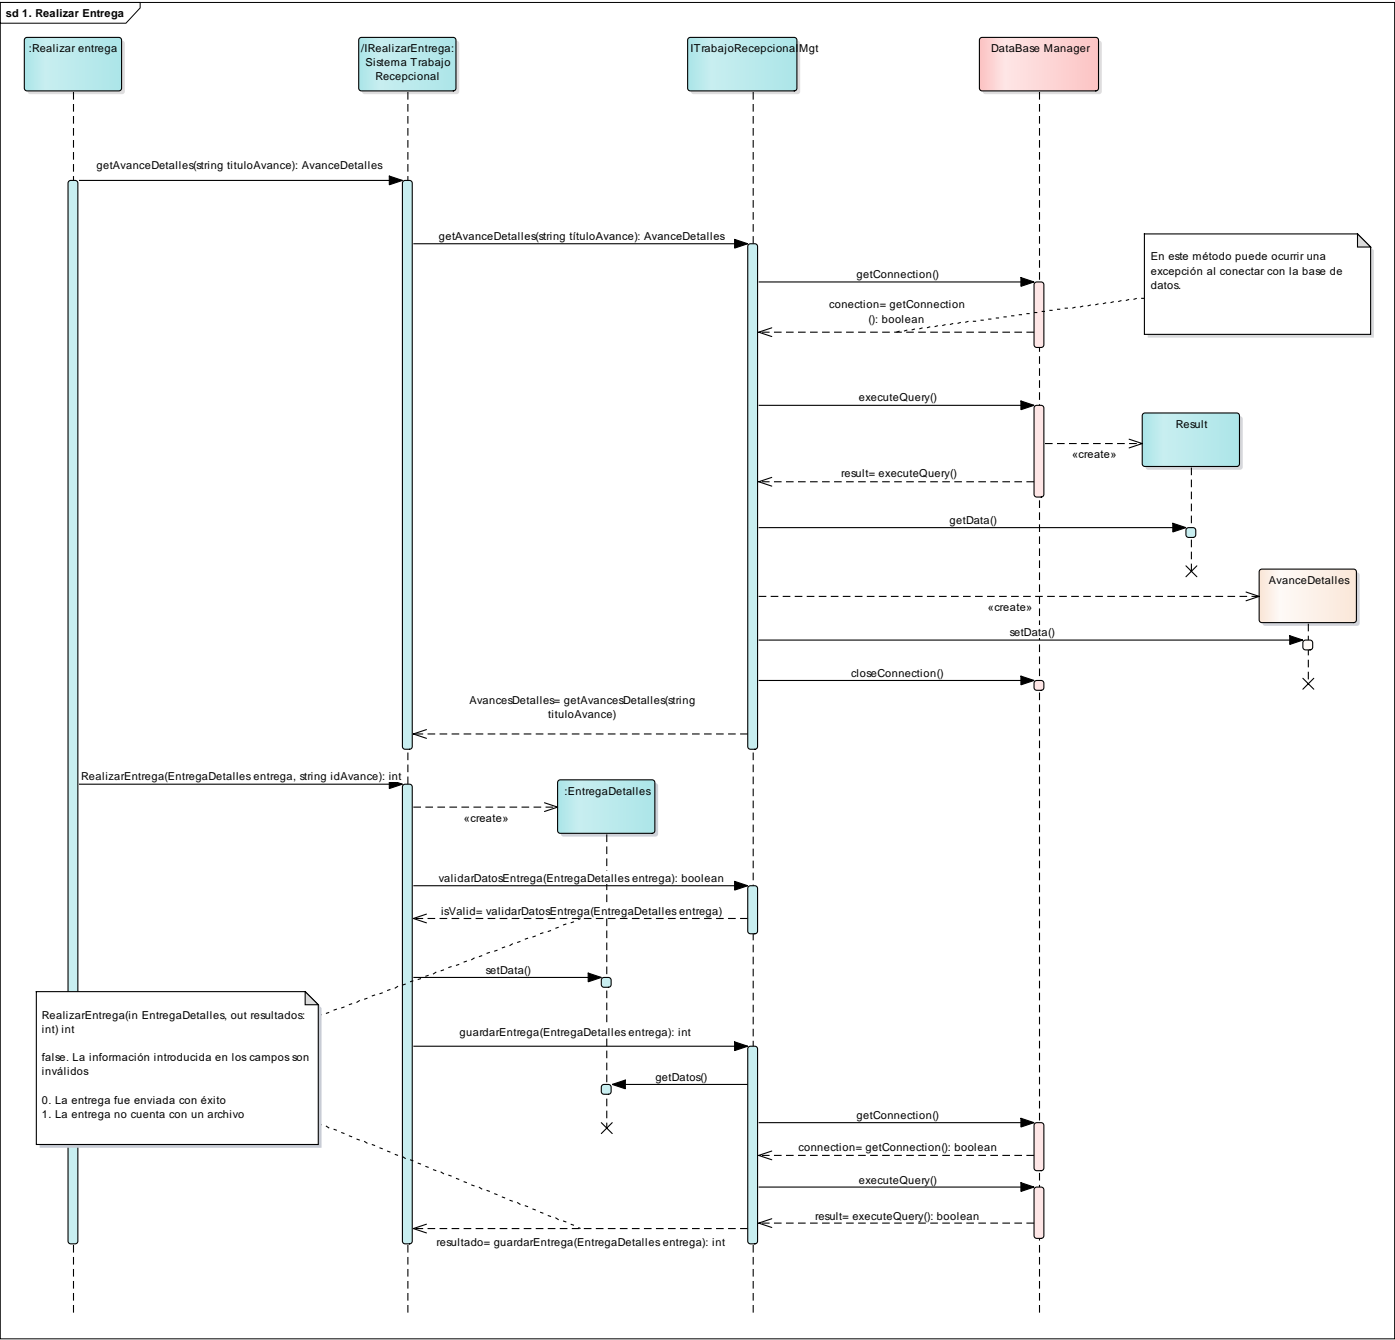 sd 1. Realizar Entrega
:Realizar entrega
/IRealizarEntrega:
Sistema Trabajo
Recepcional
ITrabajoRecepcionalMgt
DataBase Manager
getAvanceDetalles(string tituloAvance): AvanceDetalles
getAvanceDetalles(string títuloAvance): AvanceDetalles
getConnection()
En este método puede ocurrir una
excepción al conectar con la base de
datos.
conection= getConnection
(): boolean
executeQuery()
Result
«create»
result= executeQuery()
getData()
AvanceDetalles
«create»
setData()
closeConnection()
AvancesDetalles= getAvancesDetalles(string
tituloAvance)
RealizarEntrega(EntregaDetalles entrega, string idAvance): int
:EntregaDetalles
«create»
validarDatosEntrega(EntregaDetalles entrega): boolean
isValid= validarDatosEntrega(EntregaDetalles entrega)
setData()
RealizarEntrega(in EntregaDetalles, out resultados:
int) int
false. La información introducida en los campos son
inválidos
0. La entrega fue enviada con éxito
1. La entrega no cuenta con un archivo
guardarEntrega(EntregaDetalles entrega): int
getDatos()
getConnection()
connection= getConnection(): boolean
executeQuery()
result= executeQuery(): boolean
resultado= guardarEntrega(EntregaDetalles entrega): int